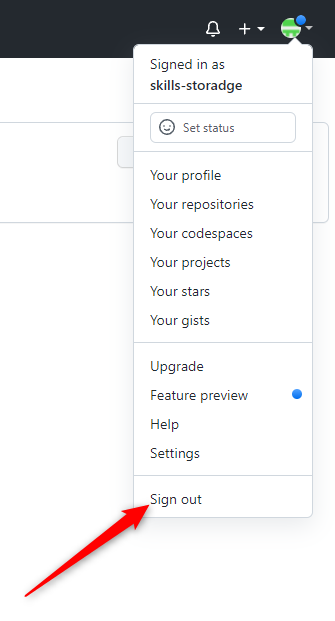 Signed in as
skills-storadge
Set status
Your profile
Your repositories
Your codespaces
Your projects
Your stars
Your gists
Upgrade
Feature preview
Help
Settings
Sign out